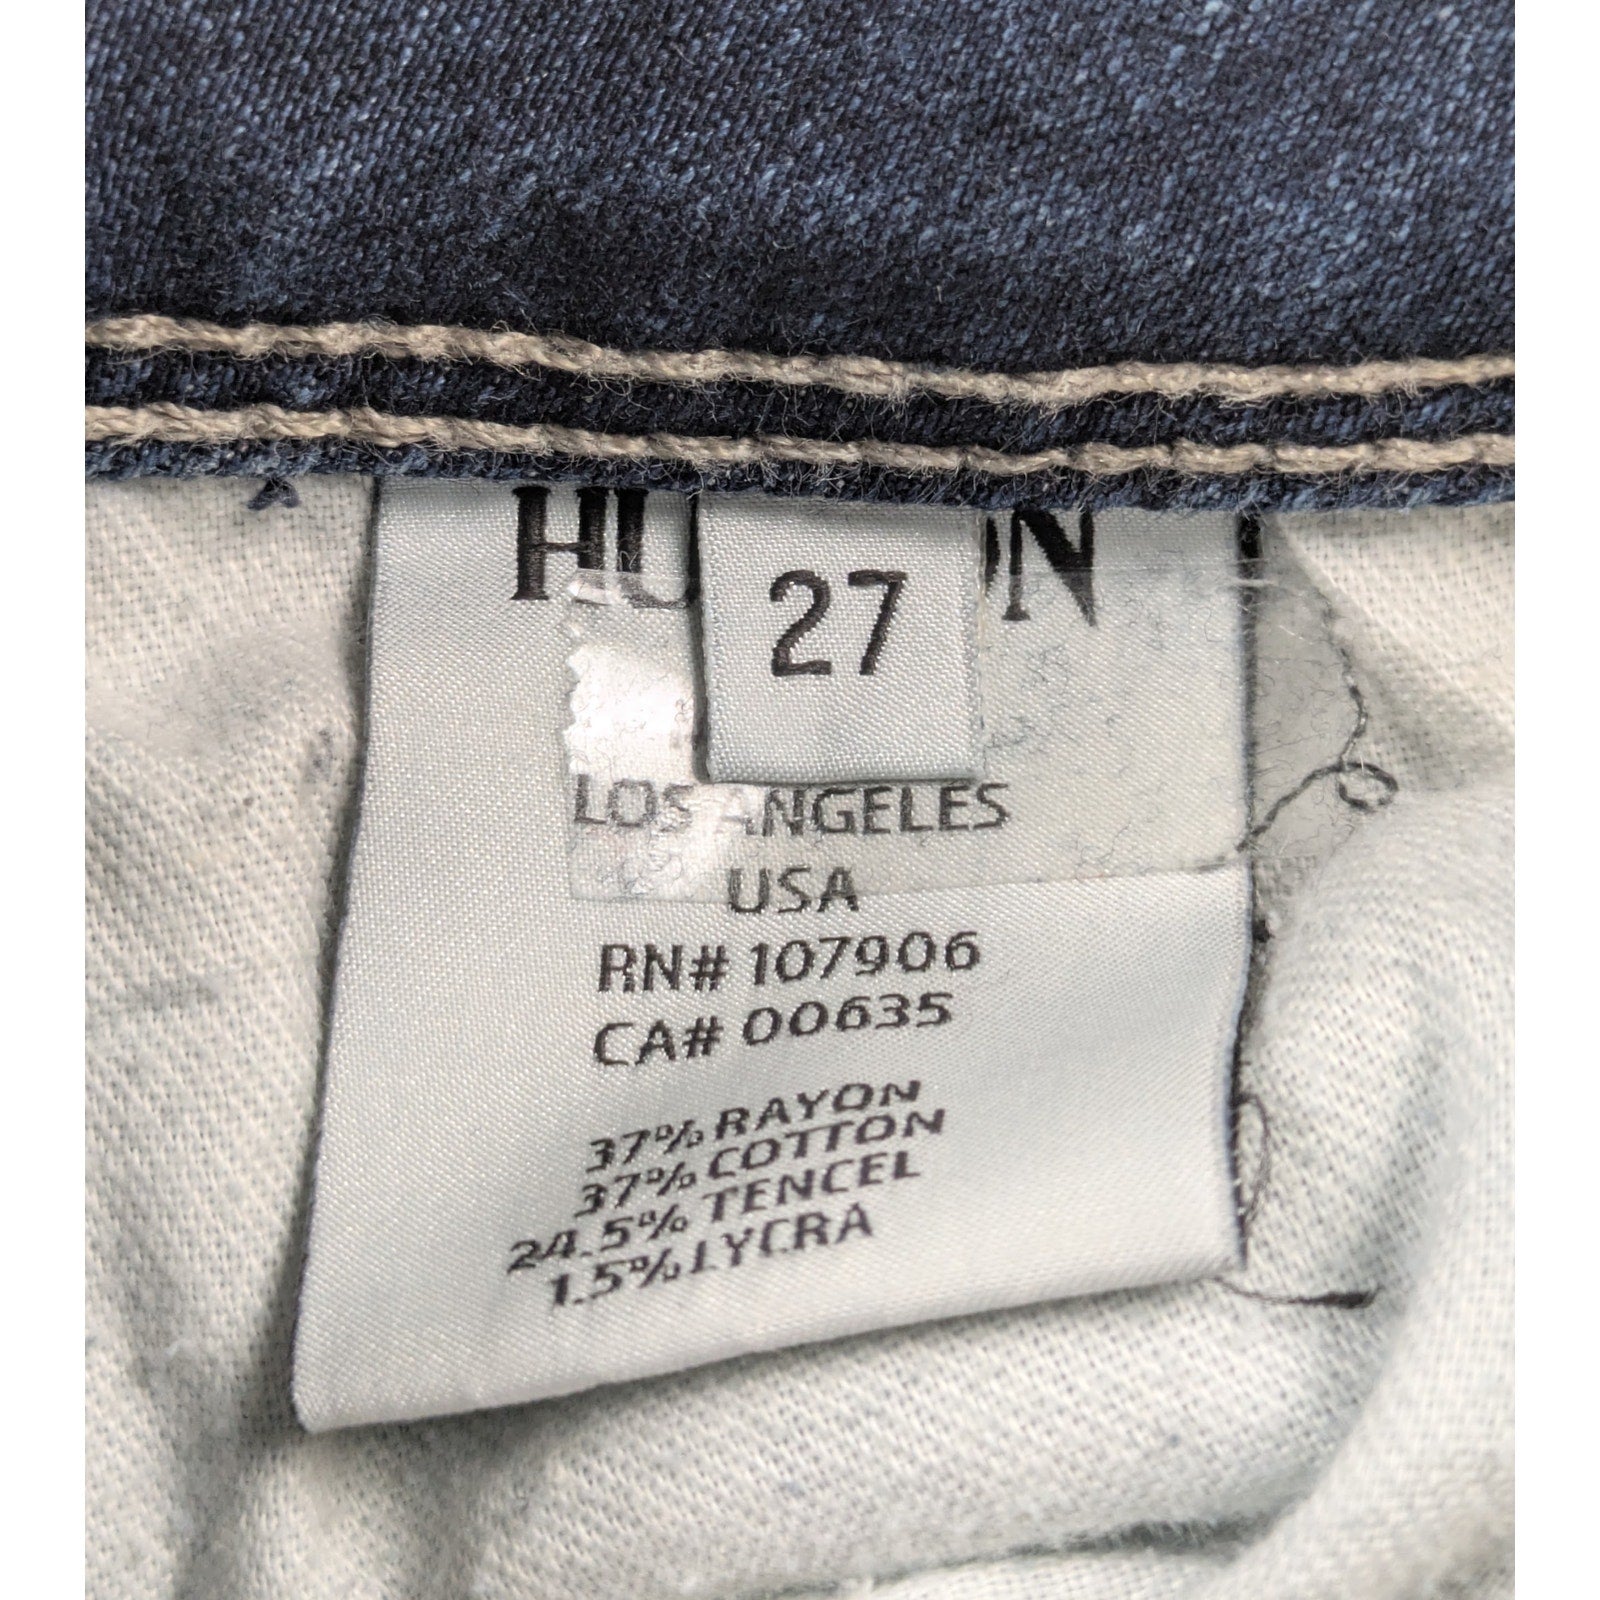 27
LOS ANGELES
USA
RN# 107906
CA# 00635
37% RAYON
37% COTTON
24.5% TENCEL
1.5% LYCRA